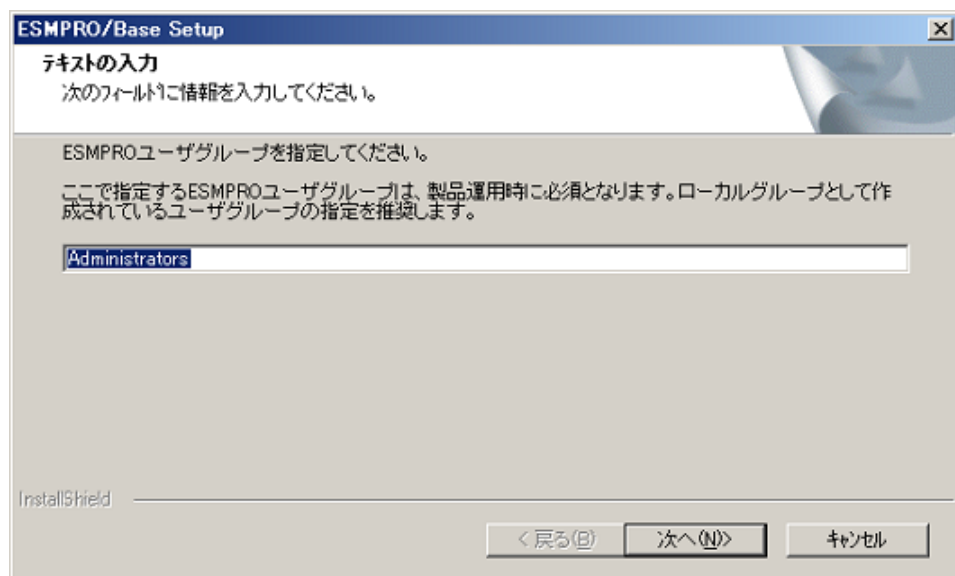 ESMPRO/Base Setup
テキストの入力
次のフィールドに情報を入力してください。
ESMPROユーザグループを指定してください。
ここで指定するESMPROユーザグループは、製品運用時に必須となります。ローカルグループとして作
成されているユーザグループの指定を推奨します。
Administrators
InstallShield
< 戻る(B) 次へ(N)> キャンセル